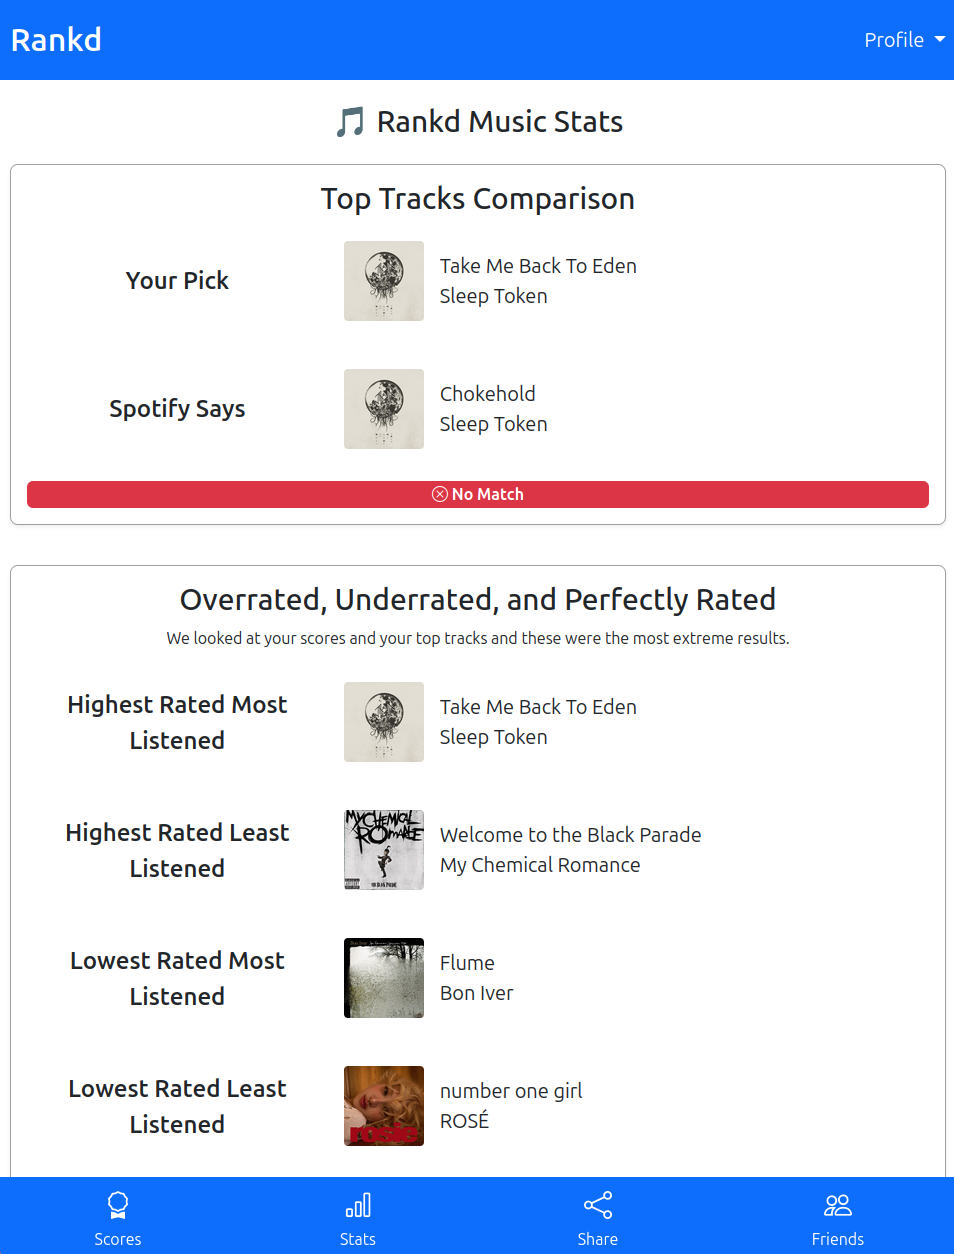 Rankd
Profile
Rankd Music Stats
Top Tracks Comparison
Your Pick
Take Me Back To Eden
Sleep Token
Spotify Says
Chokehold
Sleep Token
No Match
Overrated, Underrated, and Perfectly Rated
We looked at your scores and your top tracks and these were the most extreme results.
Highest Rated Most
Listened
Take Me Back To Eden
Sleep Token
Highest Rated Least
Listened
MY CHEMICAL
ROMANCE
THE BLACK PARADE
Welcome to the Black Parade
My Chemical Romance
Lowest Rated Most
Listened
Flume
Bon Iver
Lowest Rated Least
Listened
rosie
number one girl
ROSÉ
Scores
Stats
Share
Friends